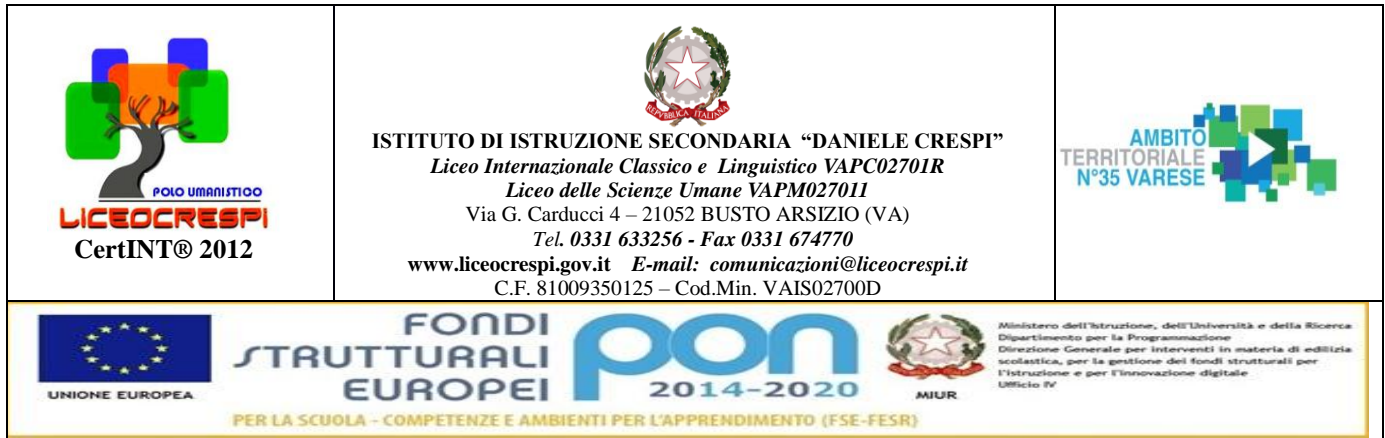 POLO UMANISTICO
LICEOCRESPI
CertINT® 2012
REPVBBLICA ITALIANA
ISTITUTO DI ISTRUZIONE SECONDARIA “DANIELE CRESPI”
Liceo Internazionale Classico e Linguistico VAPC02701R
Liceo delle Scienze Umane VAPM027011
Via G. Carducci 4 – 21052 BUSTO ARSIZIO (VA)
Tel. 0331 633256 - Fax 0331 674770
www.liceocrespi.gov.it E-mail: comunicazioni@liceocrespi.it
C.F. 81009350125 – Cod.Min. VAIS02700D
AMBITO
TERRITORIALE
N°35 VARESE
UNIONE EUROPEA
FONDI
STRUTTURALI
EUROPEI
pon
2014-2020
MIUR
Ministero dell'Istruzione, dell'Università e della Ricerca
Dipartimento per la Programmazione
Direzione Generale per interventi in materia di edilizia
scolastica, per la gestione dei fondi strutturali per
l'istruzione e per l'innovazione digitale
Ufficio IV
PER LA SCUOLA - COMPETENZE E AMBIENTI PER L'APPRENDIMENTO (FSE-FESR)